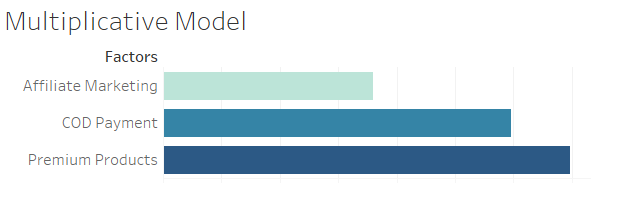 Multiplicative Model
Factors
Affiliate Marketing
COD Payment
Premium Products